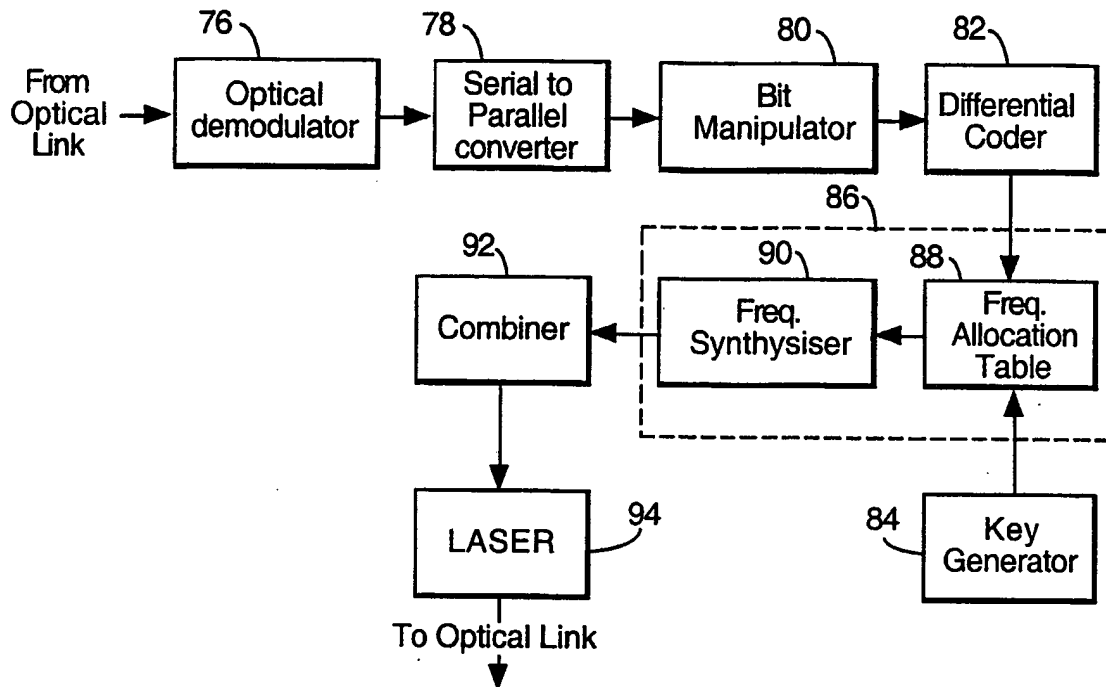 76
78
80
82
From
Optical
Link
Optical
demodulator
Serial to
Parallel
converter
Bit
Manipulator
Differential
Coder
86
92
90
88
Combiner
Freq.
Synthysiser
Freq.
Allocation
Table
LASER
94
84
Key
Generator
To Optical Link